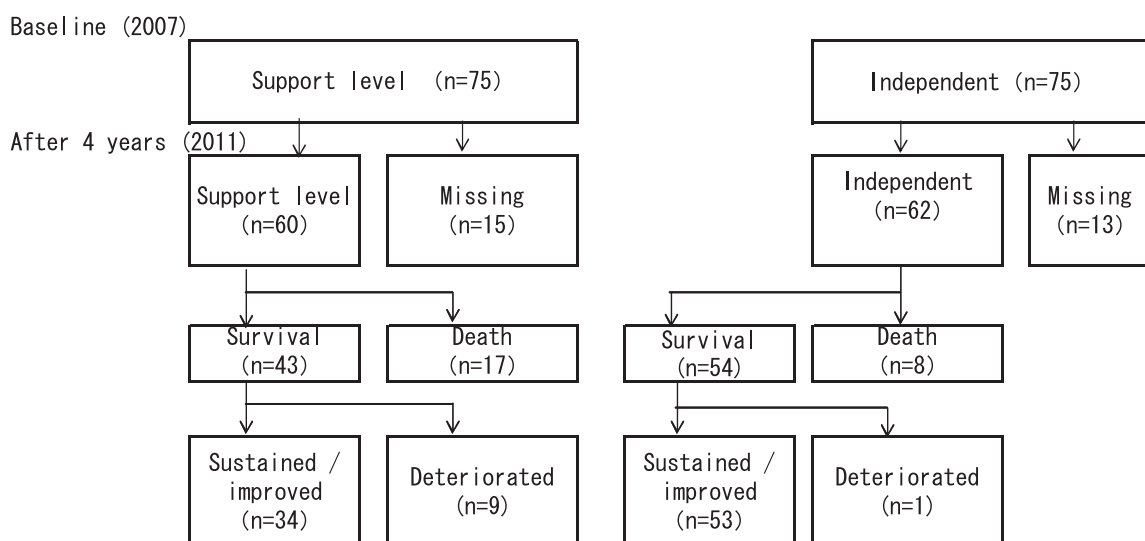 Baseline (2007)
Support level (n=75)
Independent (n=75)
After 4 years (2011)
Support level
(n=60)
Missing
(n=15)
Independent
(n=62)
Missing
(n=13)
Survival
(n=43)
Death
(n=17)
Survival
(n=54)
Death
(n=8)
Sustained /
improved
(n=34)
Deteriorated
(n=9)
Sustained /
improved
(n=53)
Deteriorated
(n=1)